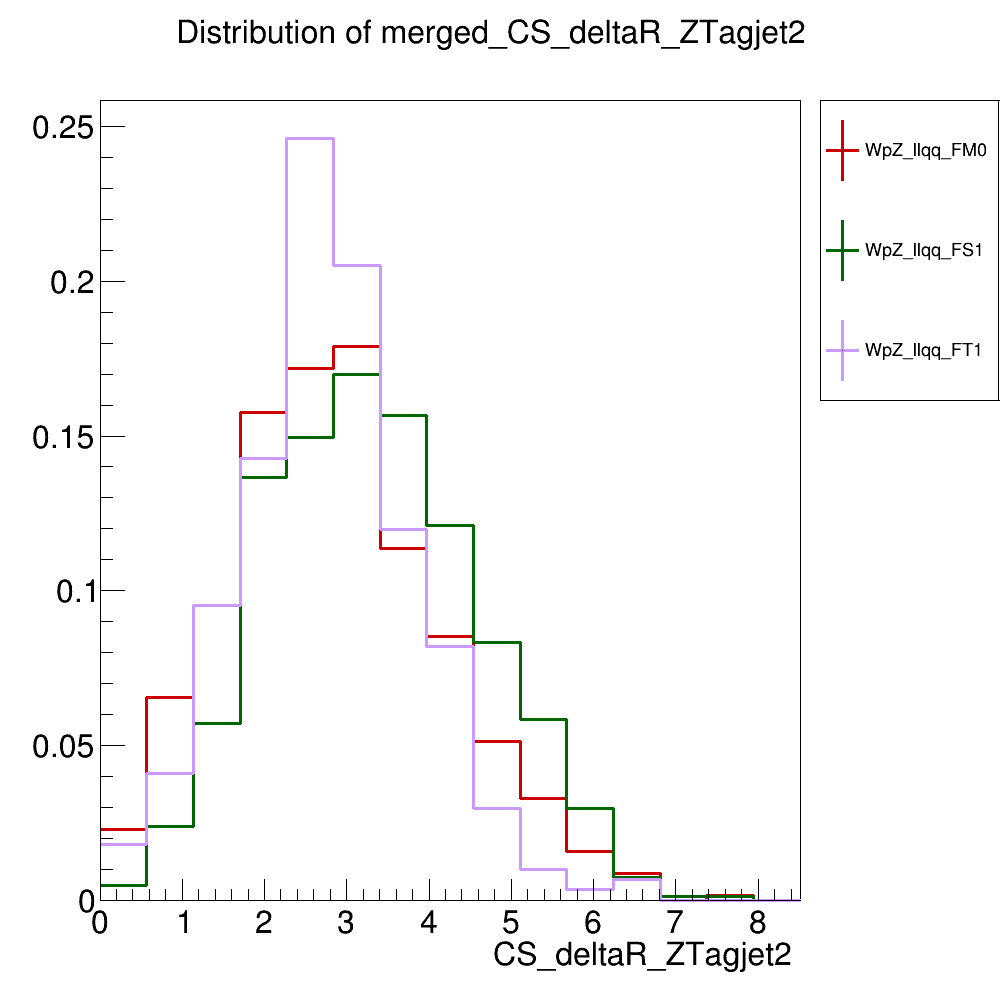 Distribution of merged_CS_deltaR_ZTagjet2
0.25
0.2
0.15
0.1
0.05
0
0 1 2 3 4 5 6 7 8
CS_deltaR_ZTagjet2
WpZ_llqq_FM0
WpZ_llqq_FS1
WpZ_llqq_FT1